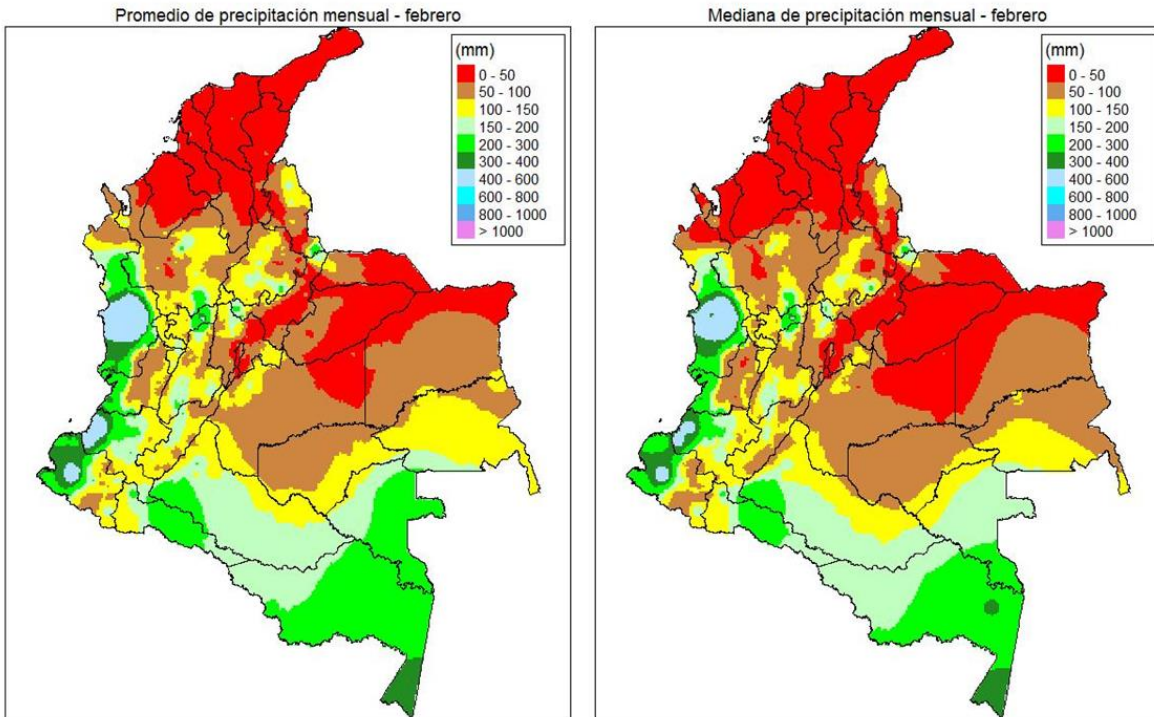 Promedio de precipitación mensual - febrero
(mm)
0 - 50
50 - 100
100 - 150
150 - 200
200 - 300
300 - 400
400 - 600
600 - 800
800 - 1000
> 1000
Mediana de precipitación mensual - febrero
(mm)
0 - 50
50 - 100
100 - 150
150 - 200
200 - 300
300 - 400
400 - 600
600 - 800
800 - 1000
> 1000